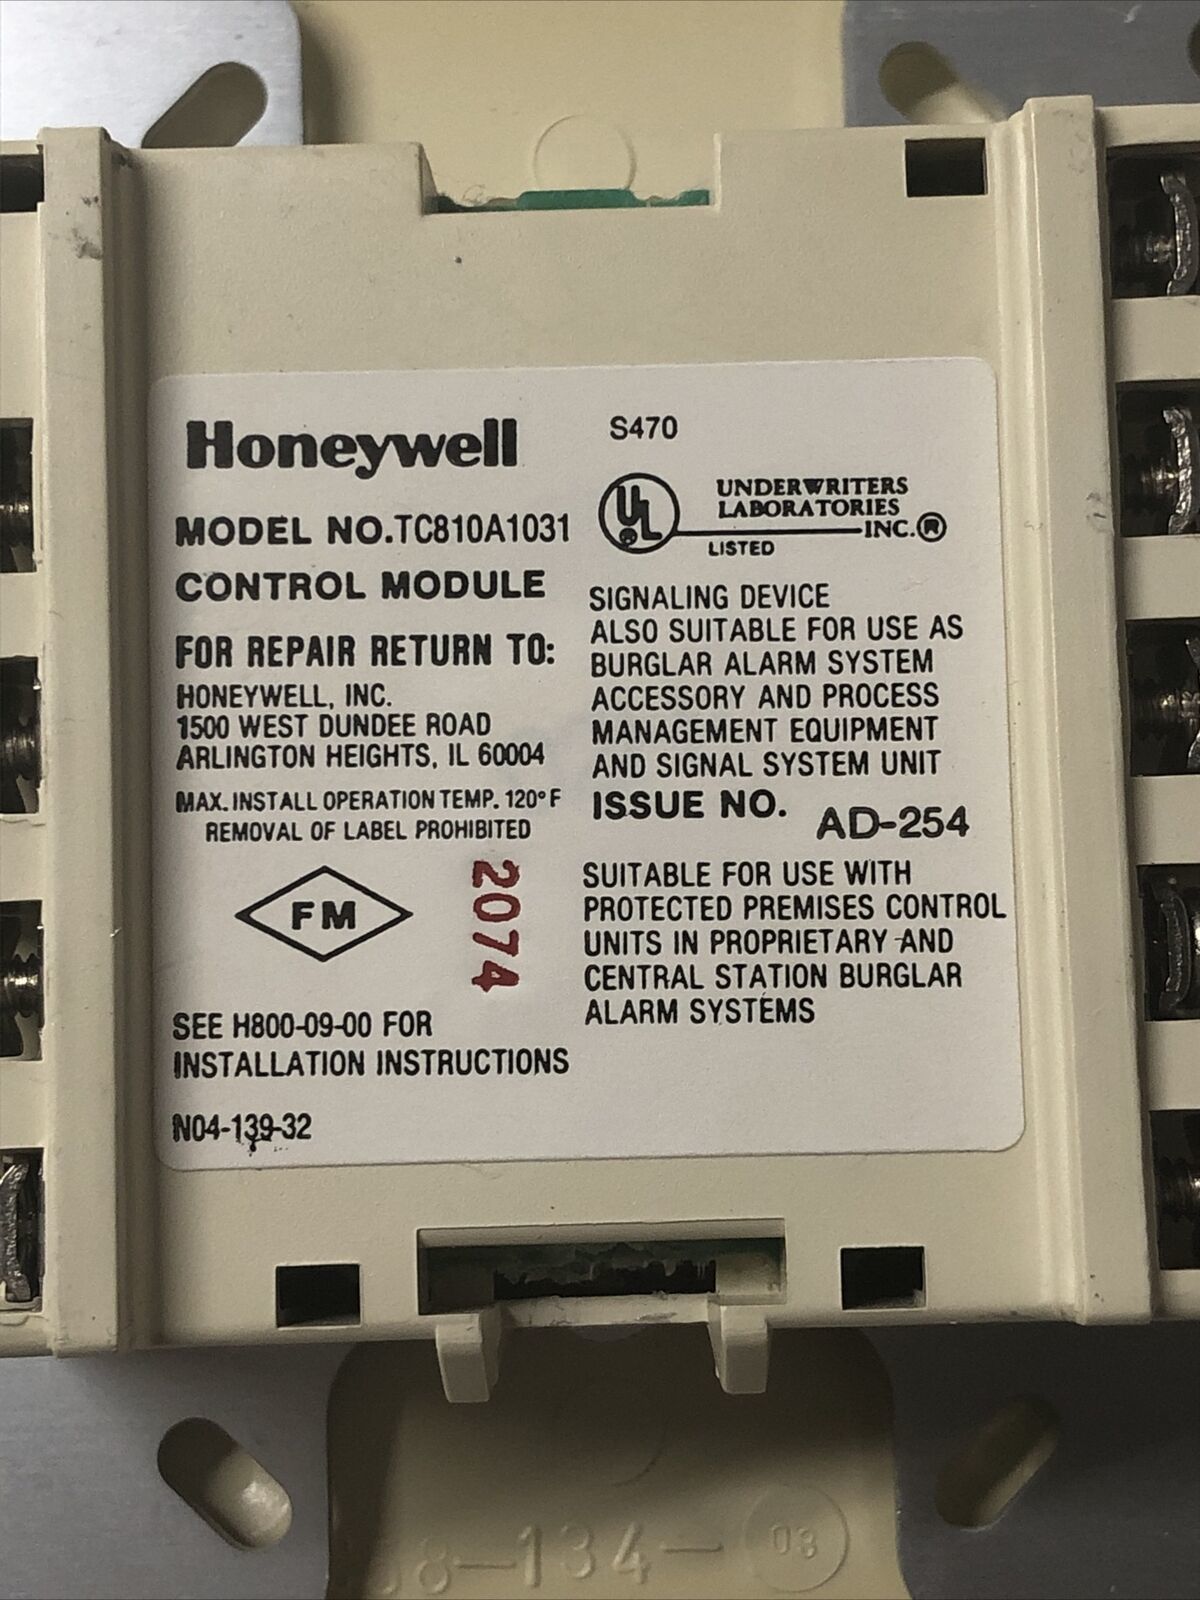 Honeywell
MODEL NO.TC810A1031
CONTROL MODULE
FOR REPAIR RETURN TO:
HONEYWELL, INC.
1500 WEST DUNDEE ROAD
ARLINGTON HEIGHTS, IL 60004
MAX. INSTALL OPERATION TEMP. 120°F
REMOVAL OF LABEL PROHIBITED
FM
2074
SEE H800-09-00 FOR
INSTALLATION INSTRUCTIONS
N04-139-32
S470
UL
UNDERWRITERS
LABORATORIES
INC.®
LISTED
SIGNALING DEVICE
ALSO SUITABLE FOR USE AS
BURGLAR ALARM SYSTEM
ACCESSORY AND PROCESS
MANAGEMENT EQUIPMENT
AND SIGNAL SYSTEM UNIT
ISSUE NO. AD-254
SUITABLE FOR USE WITH
PROTECTED PREMISES CONTROL
UNITS IN PROPRIETARY AND
CENTRAL STATION BURGLAR
ALARM SYSTEMS
8-134-